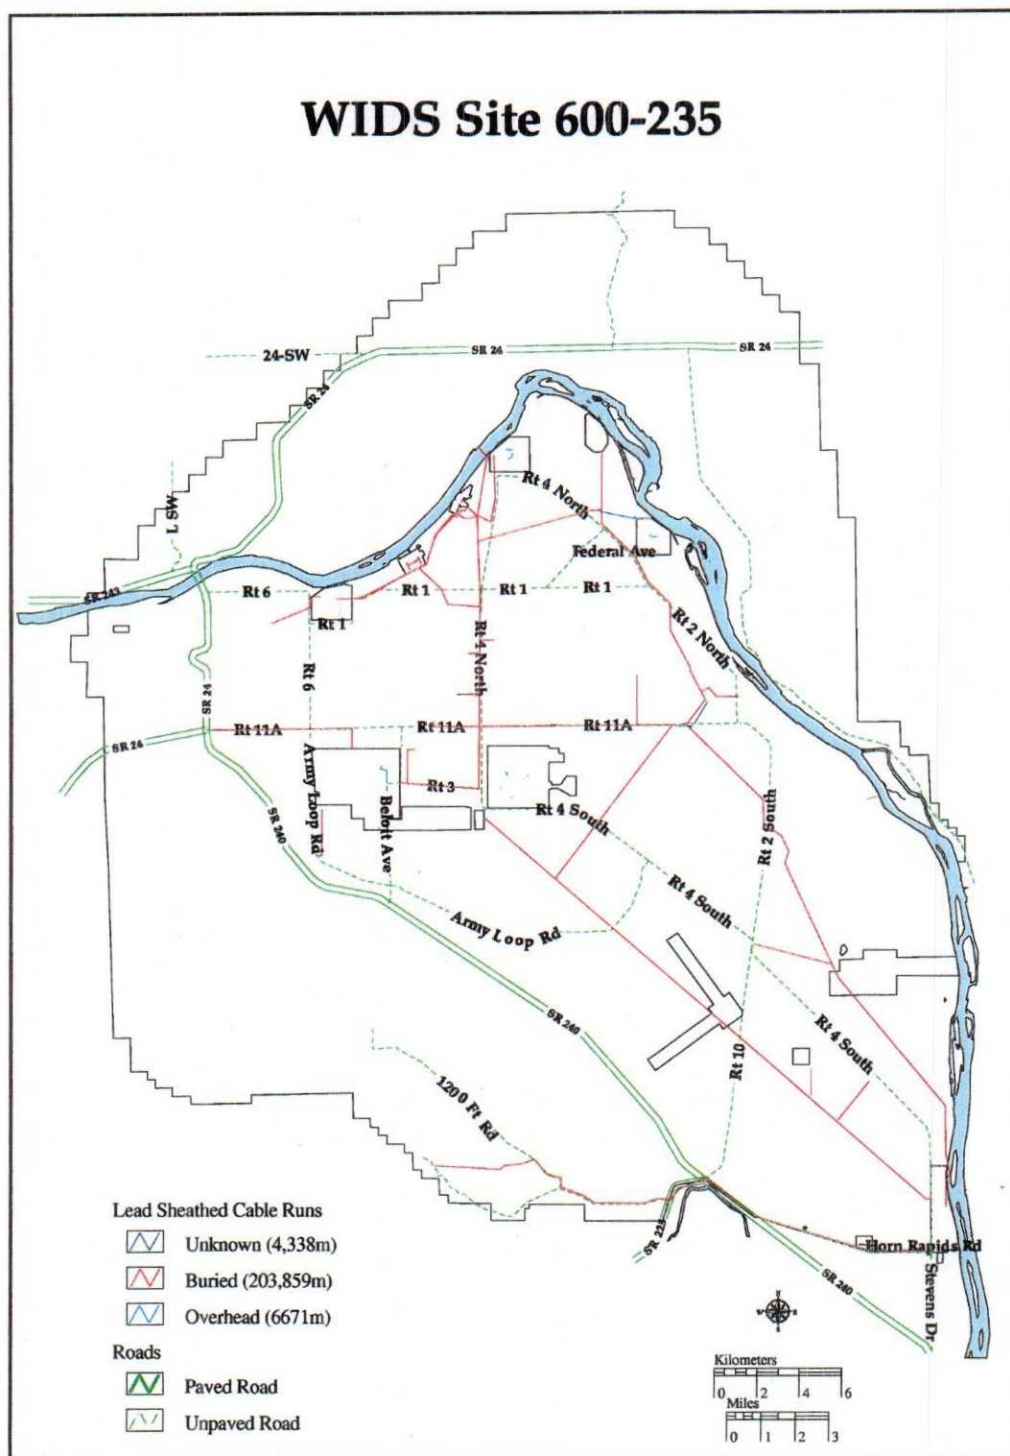 WIDS Site 600-235
24-SW
SR 24
SR 24
SR 24
L SW
Rt 4 North
Federal Ave
SR 243
Rt 6
Rt 1
Rt 1
Rt 1
Rt 1
Rt 4 North
Rt 2 North
Rt 6
SR 24
SR 24
Rt 11A
Rt 11A
Rt 11A
Army Loop Rd
Rt 3
Beloit Ave
Rt 4 South
Rt 2 South
SR 240
Rt 4 South
Army Loop Rd
SR 240
Rt 4 South
Rt 10
1200 Ft Rd
SR 225
Horn Rapids Rd
SR 240
Stevens Dr
Lead Sheathed Cable Runs
Unknown (4,338m)
Buried (203,859m)
Overhead (6671m)
Roads
Paved Road
Unpaved Road
N
W E
S
Kilometers
0 2 4 6
Miles
0 1 2 3